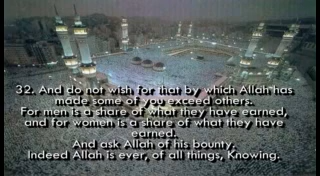 32. And do not wish for that by which Allah has
made some of you exceed others.
For men is a share of what they have earned,
and for women is a share of what they have
earned.
And ask Allah of his bounty.
Indeed Allah is ever, of all things, Knowing.